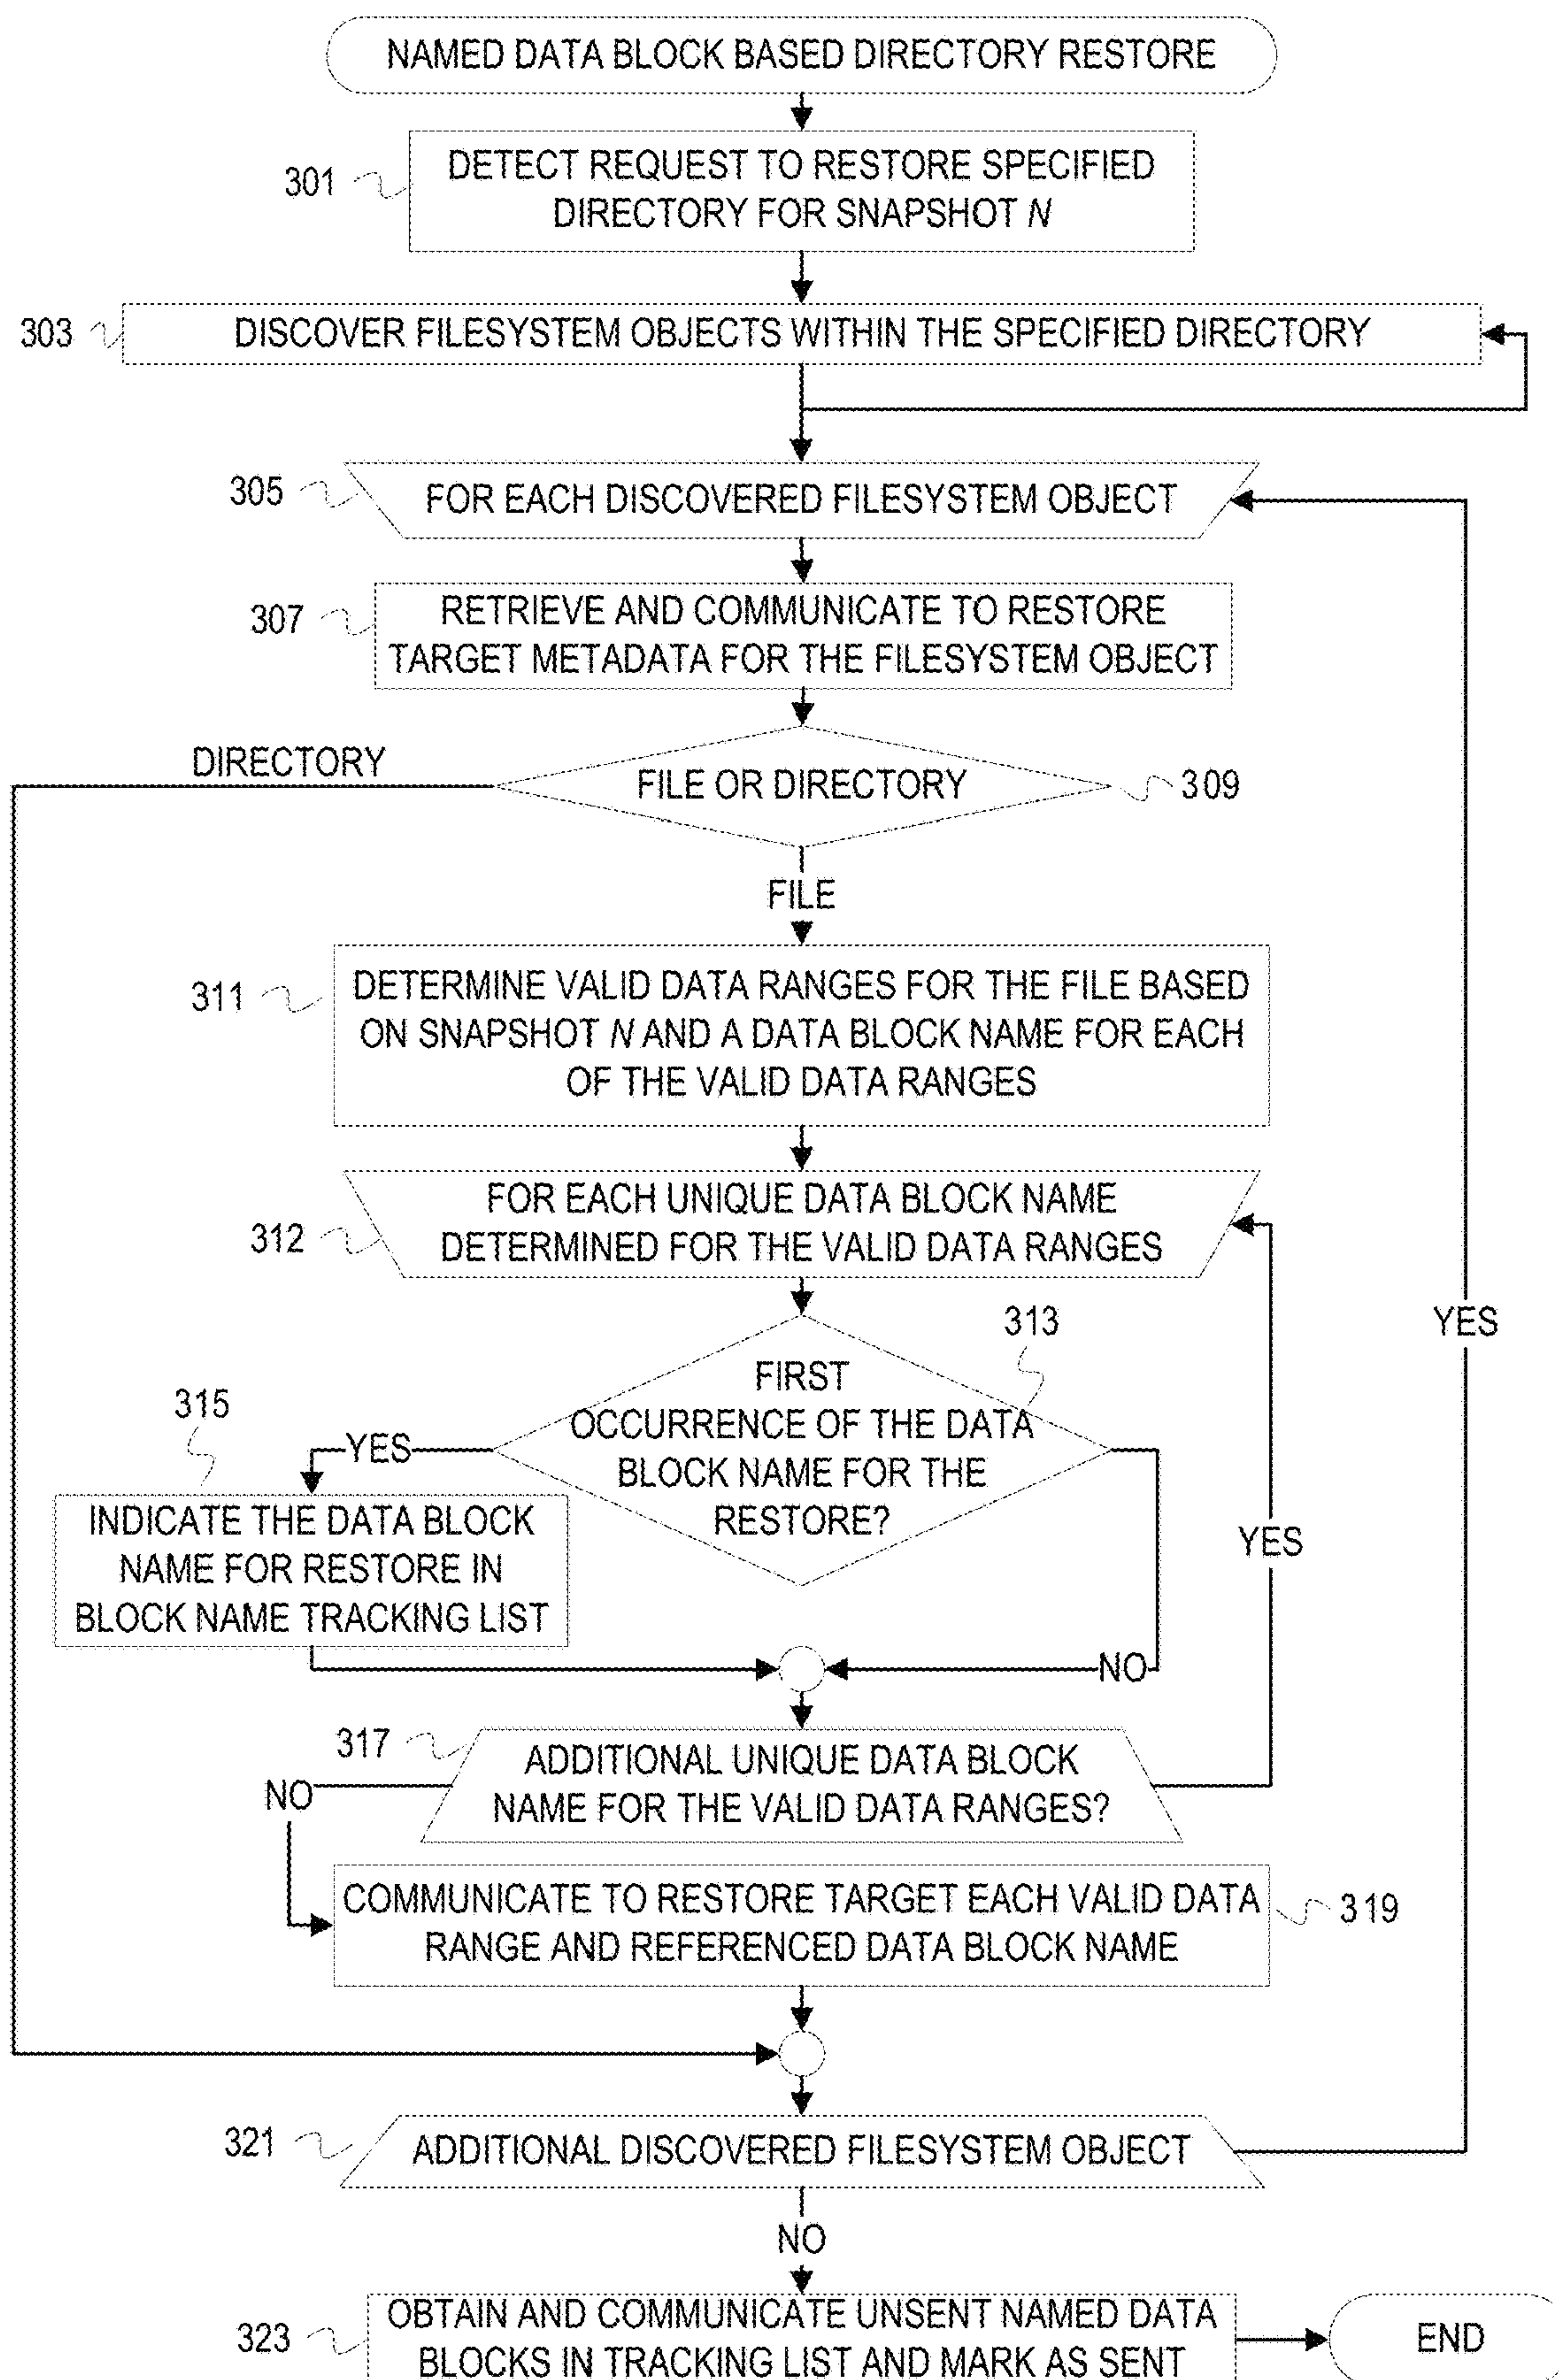 NAMED DATA BLOCK BASED DIRECTORY RESTORE
301
DETECT REQUEST TO RESTORE SPECIFIED
DIRECTORY FOR SNAPSHOT N
303
DISCOVER FILESYSTEM OBJECTS WITHIN THE SPECIFIED DIRECTORY
305
FOR EACH DISCOVERED FILESYSTEM OBJECT
307
RETRIEVE AND COMMUNICATE TO RESTORE
TARGET METADATA FOR THE FILESYSTEM OBJECT
DIRECTORY
FILE OR DIRECTORY
309
FILE
311
DETERMINE VALID DATA RANGES FOR THE FILE BASED
ON SNAPSHOT N AND A DATA BLOCK NAME FOR EACH
OF THE VALID DATA RANGES
312
FOR EACH UNIQUE DATA BLOCK NAME
DETERMINED FOR THE VALID DATA RANGES
313
YES
FIRST
OCCURRENCE OF THE DATA
BLOCK NAME FOR THE
RESTORE?
315
YES
INDICATE THE DATA BLOCK
NAME FOR RESTORE IN
BLOCK NAME TRACKING LIST
YES
NO
317
ADDITIONAL UNIQUE DATA BLOCK
NAME FOR THE VALID DATA RANGES?
NO
COMMUNICATE TO RESTORE TARGET EACH VALID DATA
RANGE AND REFERENCED DATA BLOCK NAME
319
321
ADDITIONAL DISCOVERED FILESYSTEM OBJECT
NO
323
OBTAIN AND COMMUNICATE UNSENT NAMED DATA
BLOCKS IN TRACKING LIST AND MARK AS SENT
END